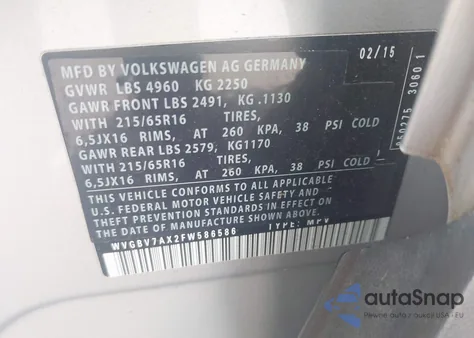 MFD BY VOLKSWAGEN AG GERMANY
02/15
GVWR LBS 4960 KG 2250
GAWR FRONT LBS 2491, KG .1130
WITH 215/65R16 TIRES,
6,5JX16 RIMS, AT 260 KPA, 38 PSI COLD
GAWR REAR LBS 2579, KG1170
WITH 215/65R16 TIRES,
6,5JX16 RIMS, AT 260 KPA, 38 PSI COLD
THIS VEHICLE CONFORMS TO ALL APPLICABLE
U.S. FEDERAL MOTOR VEHICLE SAFETY AND
THEFT PREVENTION STANDARDS IN EFFECT ON
THE DATE OF MANUFACTURE SHOWN ABOVE.
WVGBV7AX2FW586586 TYPE: MPV
autoSnap